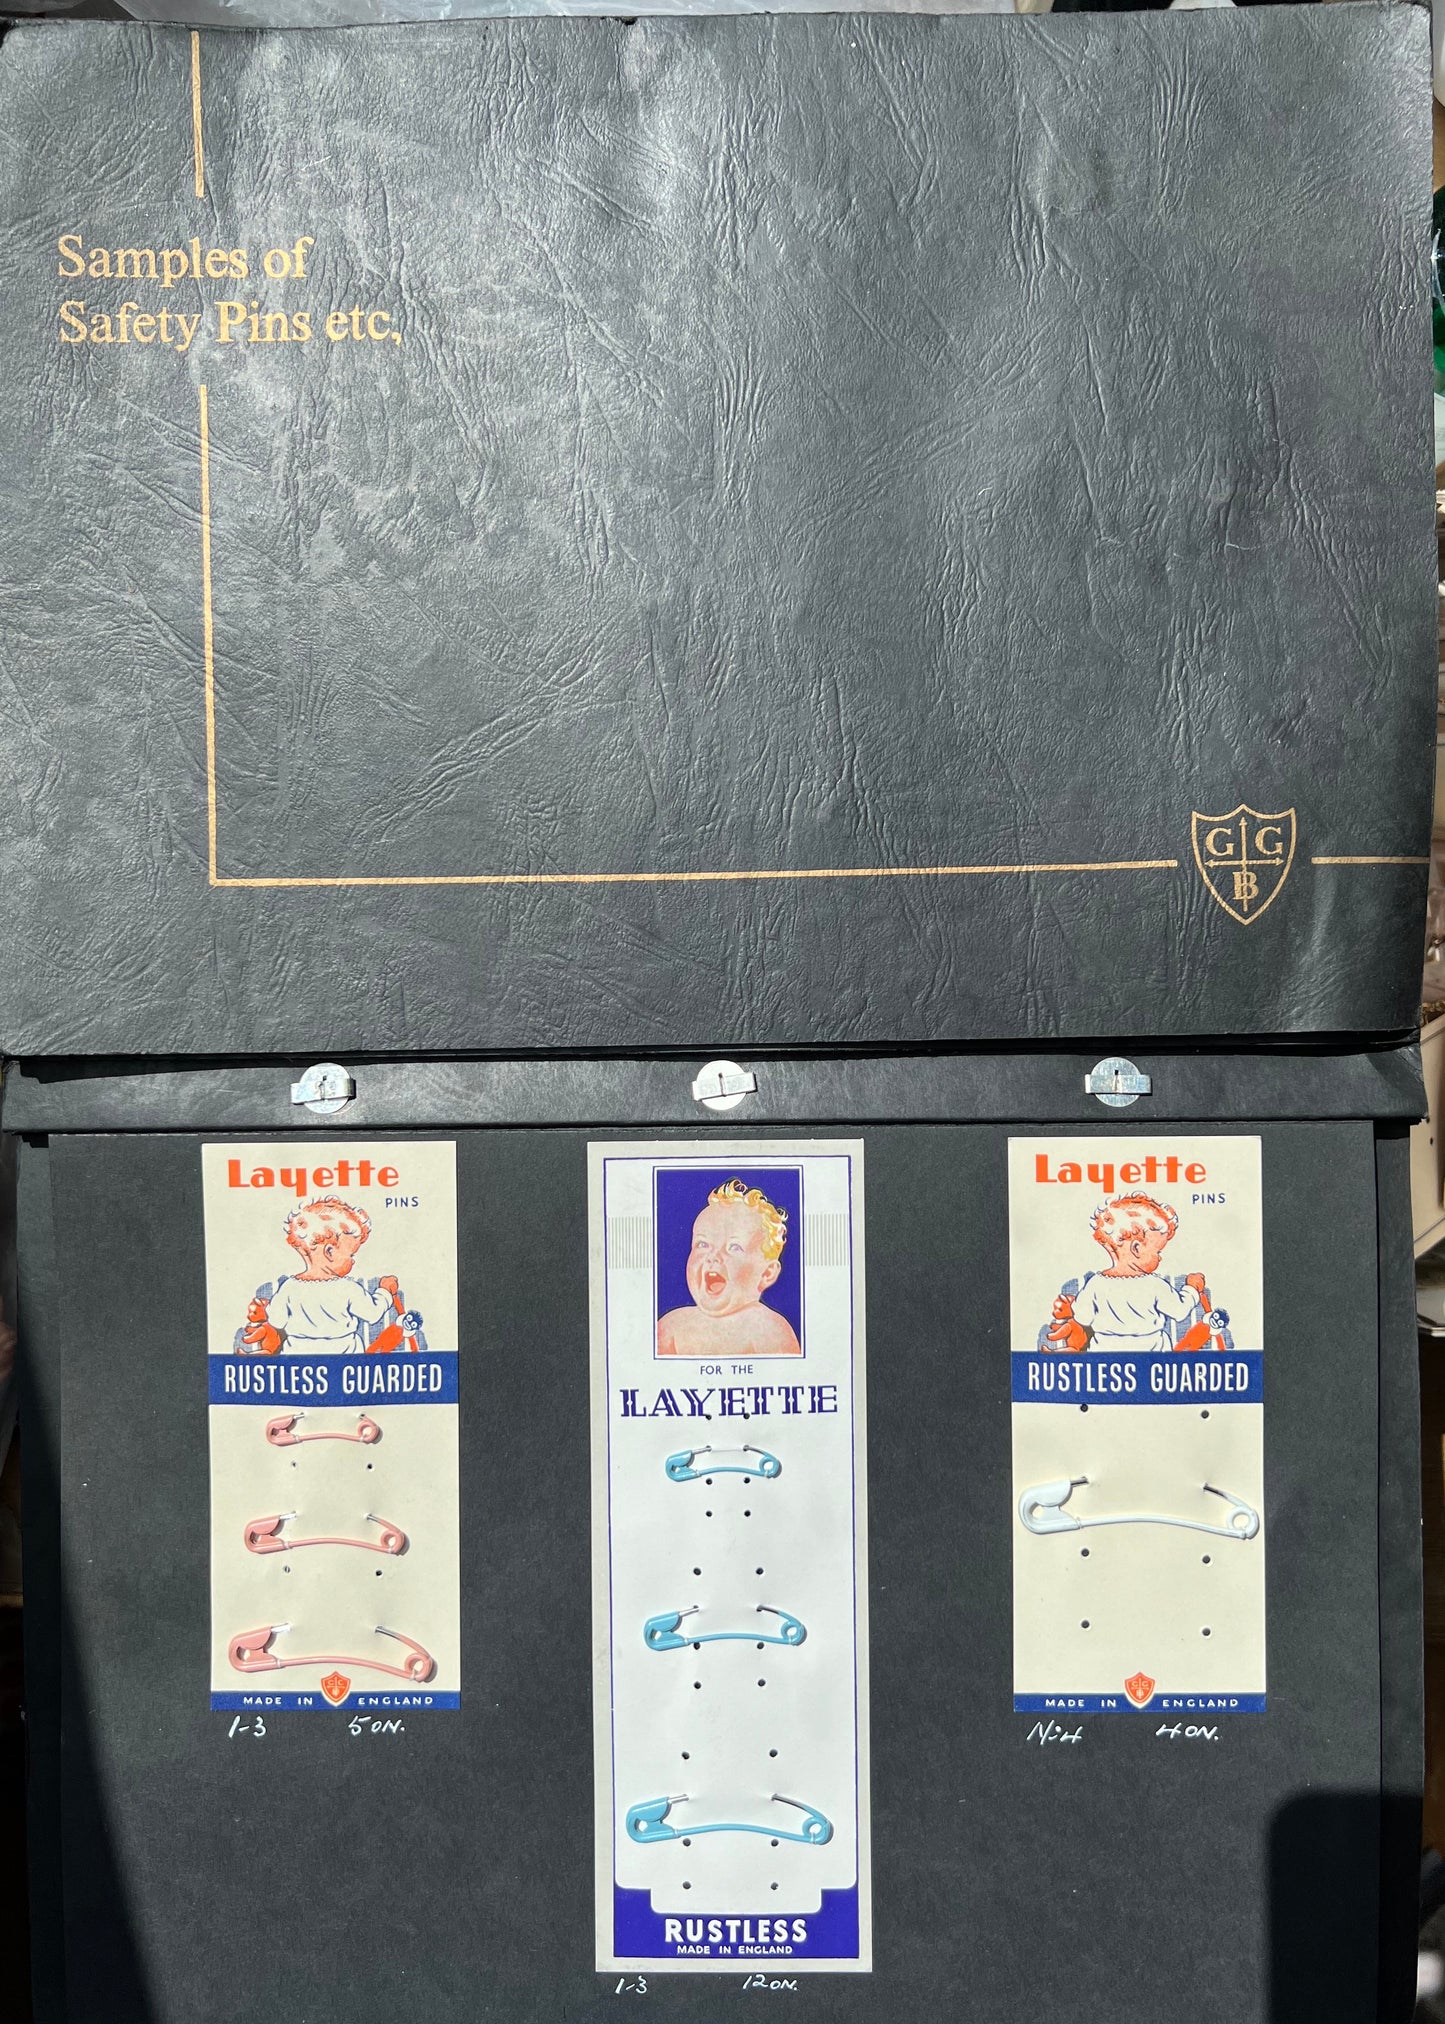 Samples of
Safety Pins etc,
G G
B
Layette
PINS
RUSTLESS GUARDED
MADE IN ENGLAND
1-3 5 ON.
FOR THE
LAYETTE
RUSTLESS
MADE IN ENGLAND
1-3 12 ON.
Layette
PINS
RUSTLESS GUARDED
MADE IN ENGLAND
4 ON.